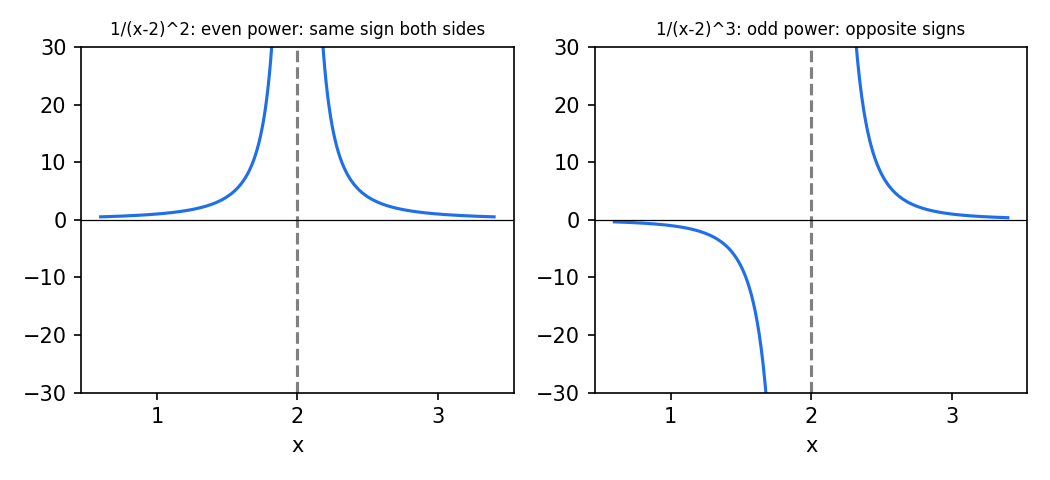 1/(x-2)^2: even power: same sign both sides
30
20
10
0
−10
−20
−30
1 2 3
x
1/(x-2)^3: odd power: opposite signs
30
20
10
0
−10
−20
−30
1 2 3
x